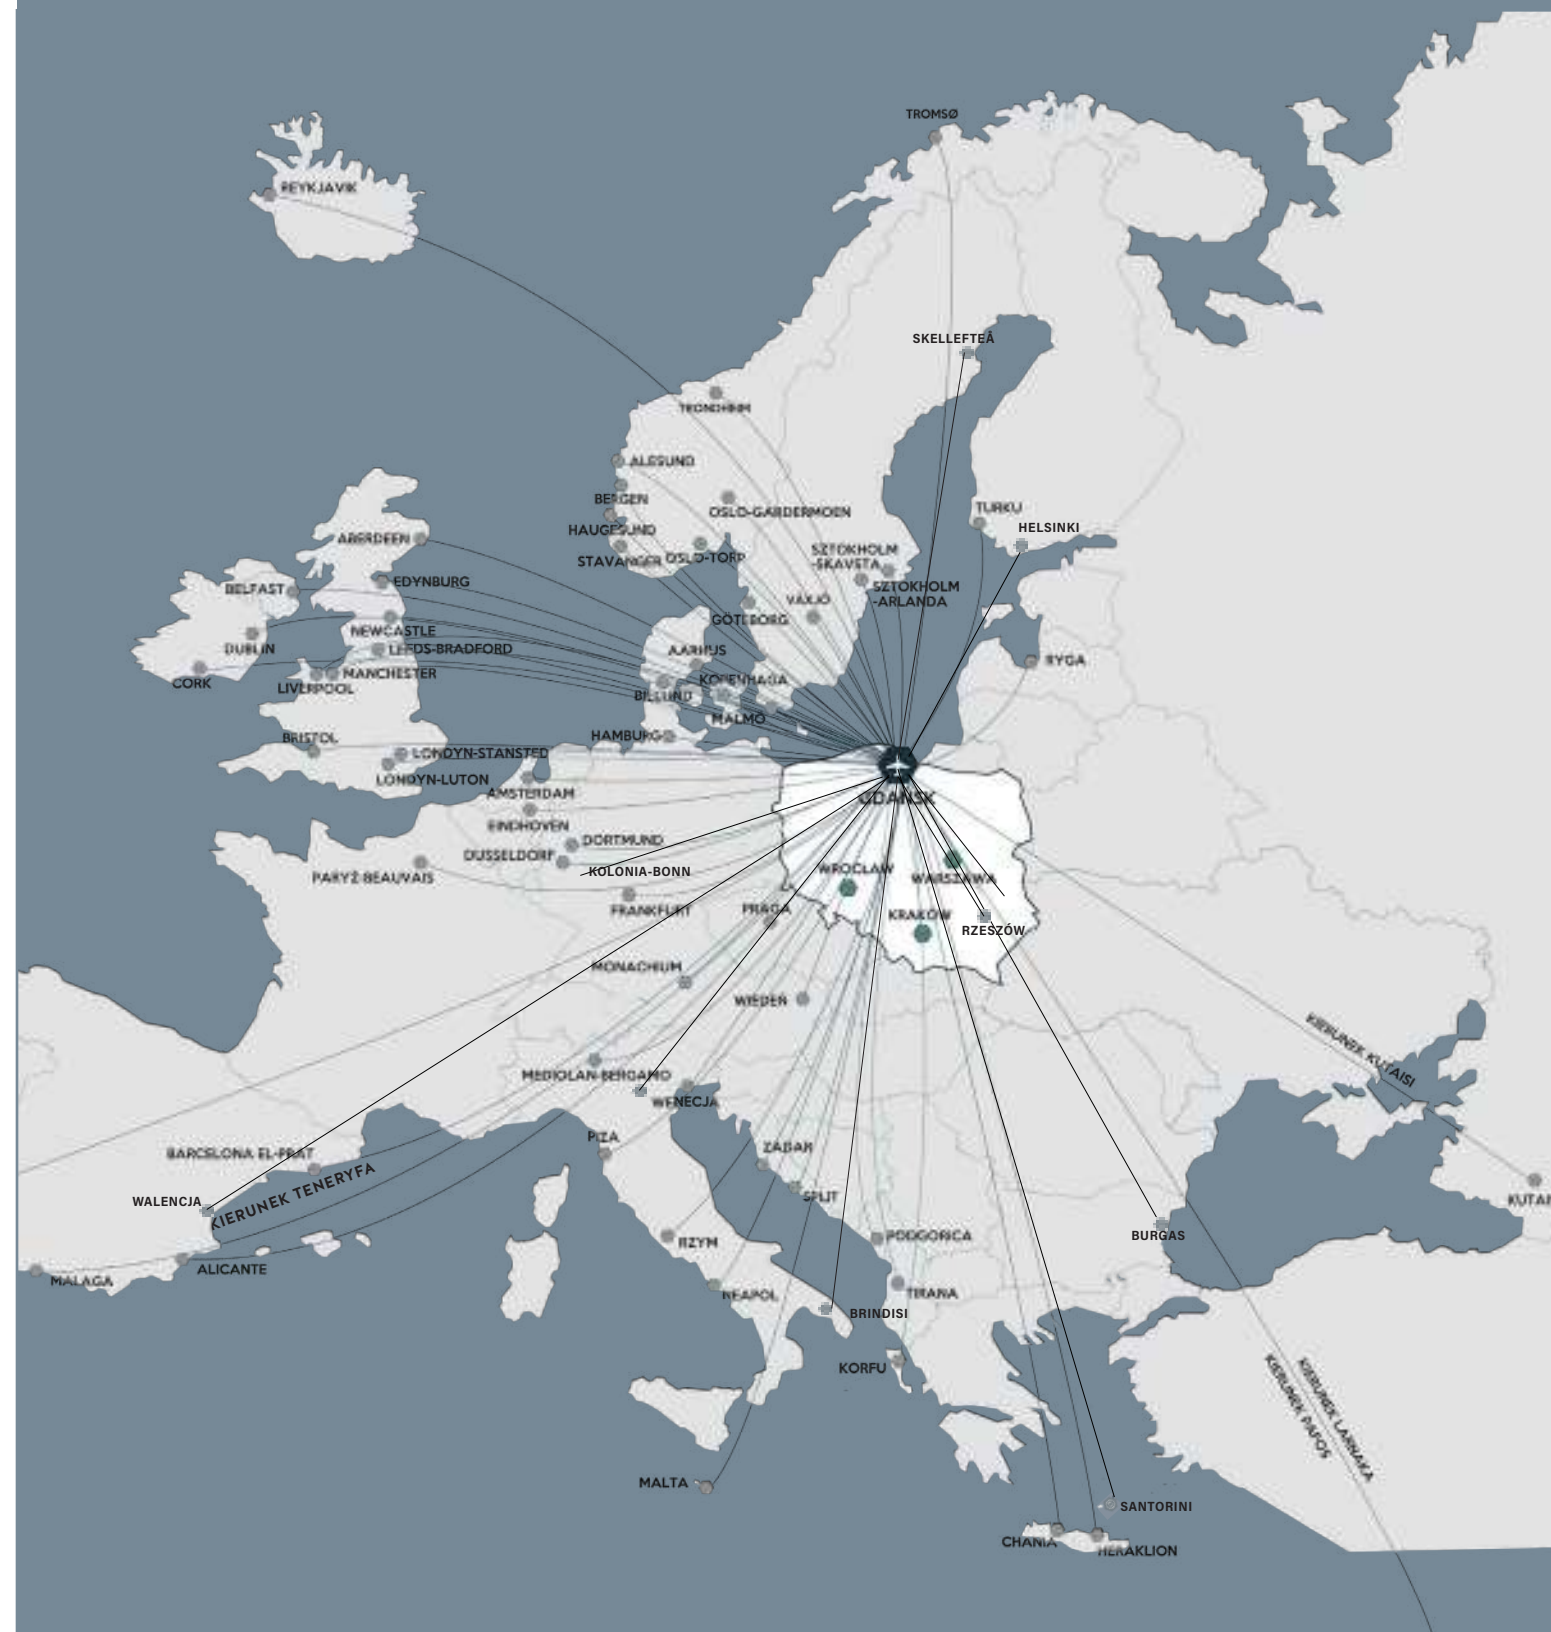 TROMSØ
REYKJAVIK
SKELLEFTEÅ
TRONDHEIM
ALESUND
BERGEN
OSLO-GARDERMOEN
TURKU
HAUGESUND
HELSINKI
ABERDEEN
STAVANGER
OSLO-TORP
SZTOKHOLM
-SKAVSTA
EDYNBURG
BELFAST
SZTOKHOLM
-ARLANDA
VAXJÖ
GÖTEBORG
NEWCASTLE
DUBLIN
LEEDS-BRADFORD
AARHUS
RYGA
CORK
MANCHESTER
LIVERPOOL
KOPENHAGA
BILLUND
MALMÖ
BRISTOL
HAMBURG
LONDYN-STANSTED
LONDYN-LUTON
AMSTERDAM
GDAŃSK
EINDHOVEN
DORTMUND
DUSSELDORF
KOLONIA-BONN
PARYŻ-BEAUVAIS
WROCŁAW
WARSZAWA
FRANKFURT
PRAGA
KRAKÓW
RZESZÓW
MONACHIUM
WIEDEŃ
KIERUNEK KUTAISI
MEDIOLAN-BERGAMO
WENECJA
PIZA
ZADAR
BARCELONA EL-PRAT
KIERUNEK TENERYFA
WALENCJA
SPLIT
KUTAI
RZYM
PODGORICA
BURGAS
ALICANTE
MALAGA
NEAPOL
TIRANA
BRINDISI
KORFU
KIERUNEK LARNAKA
KIERUNEK PAFOS
MALTA
SANTORINI
CHANIA
HERAKLION